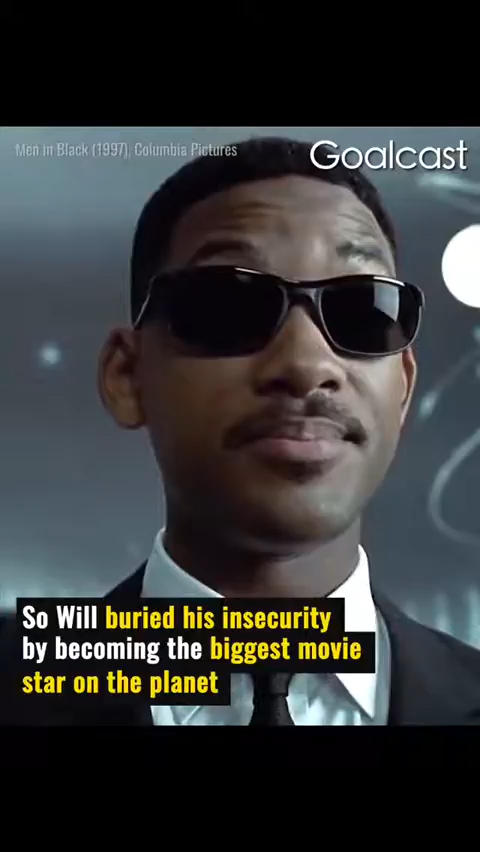 Men in Black (1997), Columbia Pictures
Goalcast
So Will buried his insecurity
by becoming the biggest movie
star on the planet